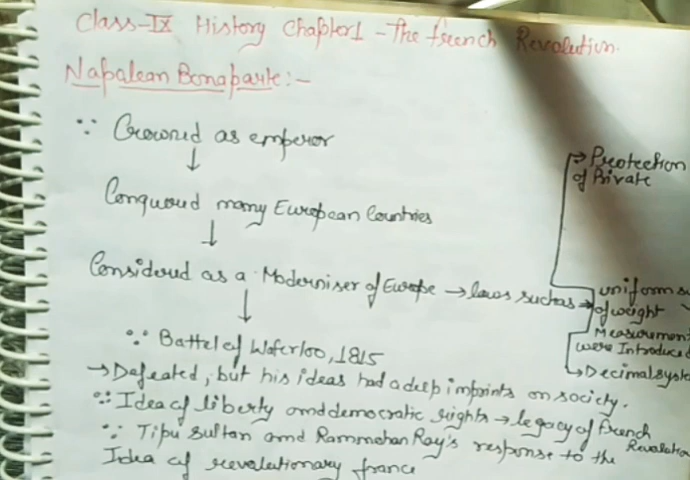 Class-IX History Chapter1 - The french Revolution.
Napalean Bonaparte:-
∵ Crowned as emperor
↓
Conquord many European Countries
↓
Considered as a Moderniser of Europe → laws such as →
→ Protection
of Private
uniform s
of weight
Measurement
were Introduced
→ Decimal syste
↓
∵ Battel of Waterloo, 1815
→ Defeated, but his ideas had a deep imprints on society.
∵ Idea of liberty and democratic rights → legacy of french
Revolution
∵ Tipu Sultan and Rammohan Ray's response to the
Idea of revolutionary france